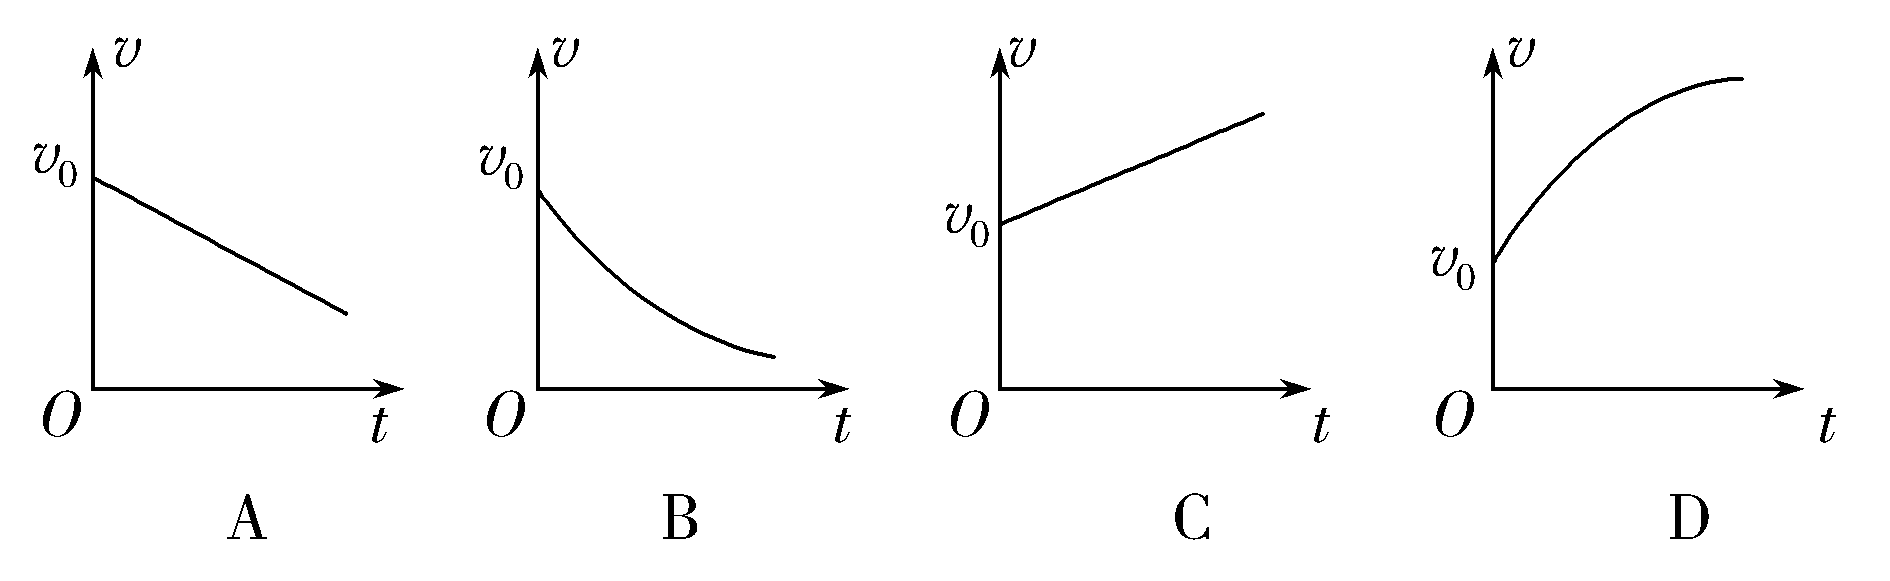 v v v v
v₀ v₀ v₀ v₀
O t O t O t O t
A B C D